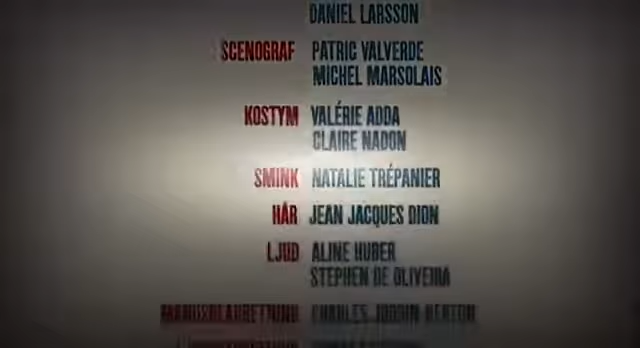 DANIEL LARSSON
SCENOGRAF PATRIC VALVERDE
MICHEL MARSOLAIS
KOSTYM VALÉRIE ADDA
CLAIRE NADON
SMINK NATALIE TRÉPANIER
HÅR JEAN JACQUES DION
LJUD ALINE HUBER
STEPHEN DE OLIVEIRA
CHARLES